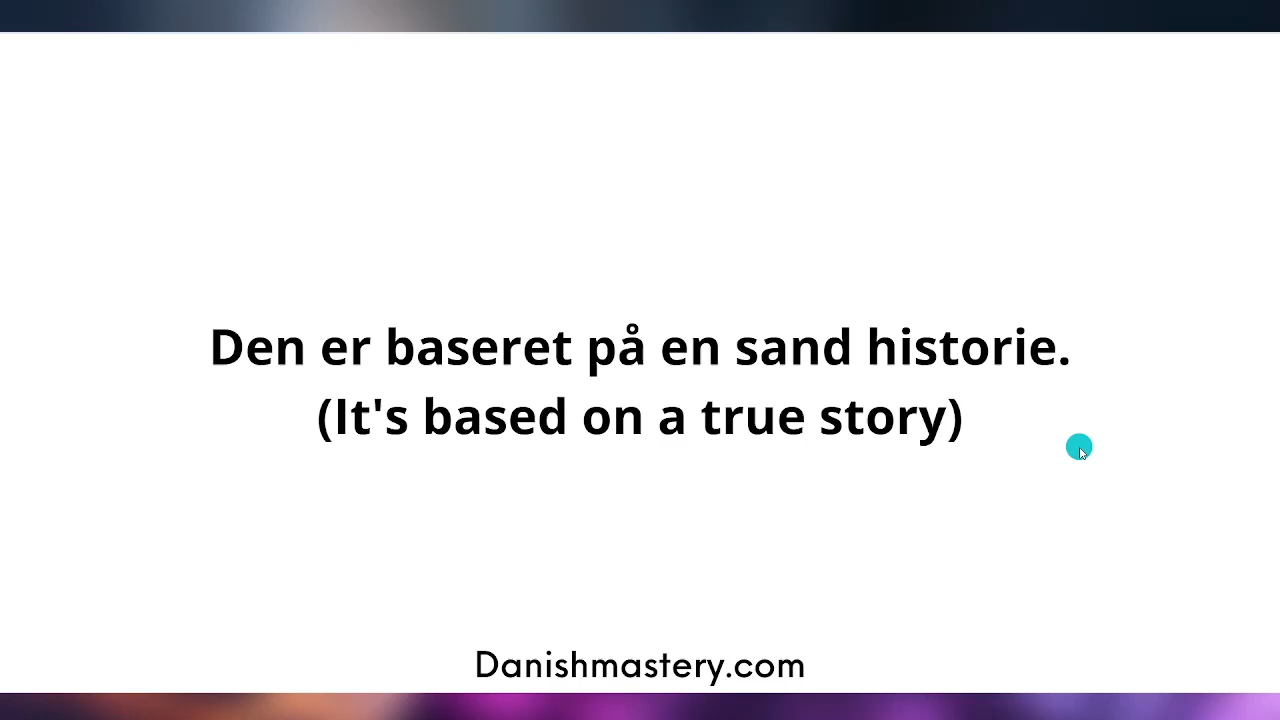 Den er baseret på en sand historie.
(It's based on a true story)
Danishmastery.com